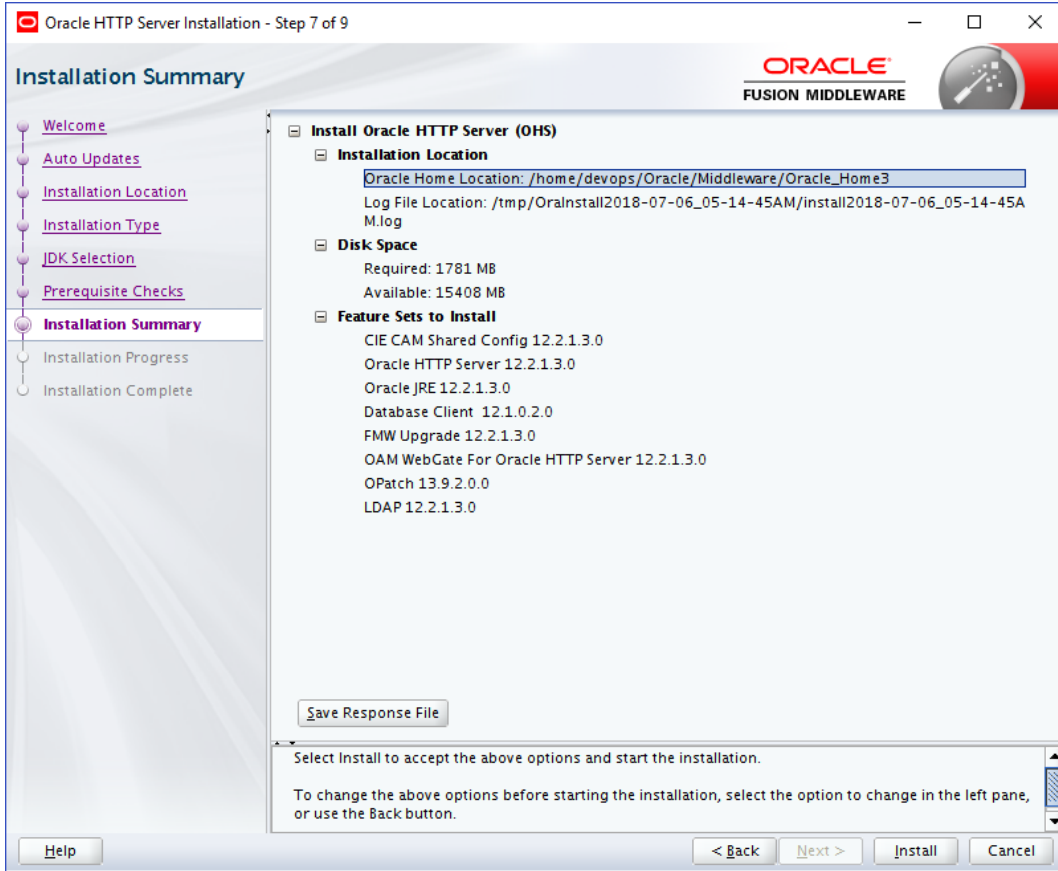 Oracle HTTP Server Installation - Step 7 of 9
Installation Summary
ORACLE
FUSION MIDDLEWARE
Welcome
Auto Updates
Installation Location
Installation Type
JDK Selection
Prerequisite Checks
Installation Summary
Installation Progress
Installation Complete
Install Oracle HTTP Server (OHS)
Installation Location
Oracle Home Location: /home/devops/Oracle/Middleware/Oracle_Home3
Log File Location: /tmp/OraInstall2018-07-06_05-14-45AM/install2018-07-06_05-14-45A
M.log
Disk Space
Required: 1781 MB
Available: 15408 MB
Feature Sets to Install
CIE CAM Shared Config 12.2.1.3.0
Oracle HTTP Server 12.2.1.3.0
Oracle JRE 12.2.1.3.0
Database Client  12.1.0.2.0
FMW Upgrade 12.2.1.3.0
OAM WebGate For Oracle HTTP Server 12.2.1.3.0
OPatch 13.9.2.0.0
LDAP 12.2.1.3.0
Save Response File
Select Install to accept the above options and start the installation.
To change the above options before starting the installation, select the option to change in the left pane,
or use the Back button.
Help
< Back
Next >
Install
Cancel